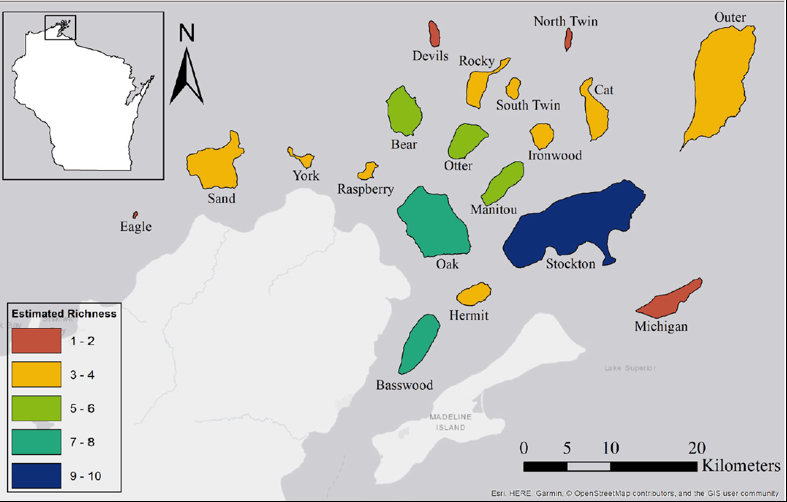 North Twin
Outer
N
Devils
Rocky
South Twin
Cat
Bear
Otter
Ironwood
York
Raspberry
Sand
Manitou
Eagle
Oak
Stockton
Hermit
Michigan
Basswood
Lake Superior
MADELINE
ISLAND
Estimated Richness
1 - 2
3 - 4
5 - 6
7 - 8
9 - 10
0 5 10 20
Kilometers
Esri, HERE, Garmin, © OpenStreetMap contributors, and the GIS user community